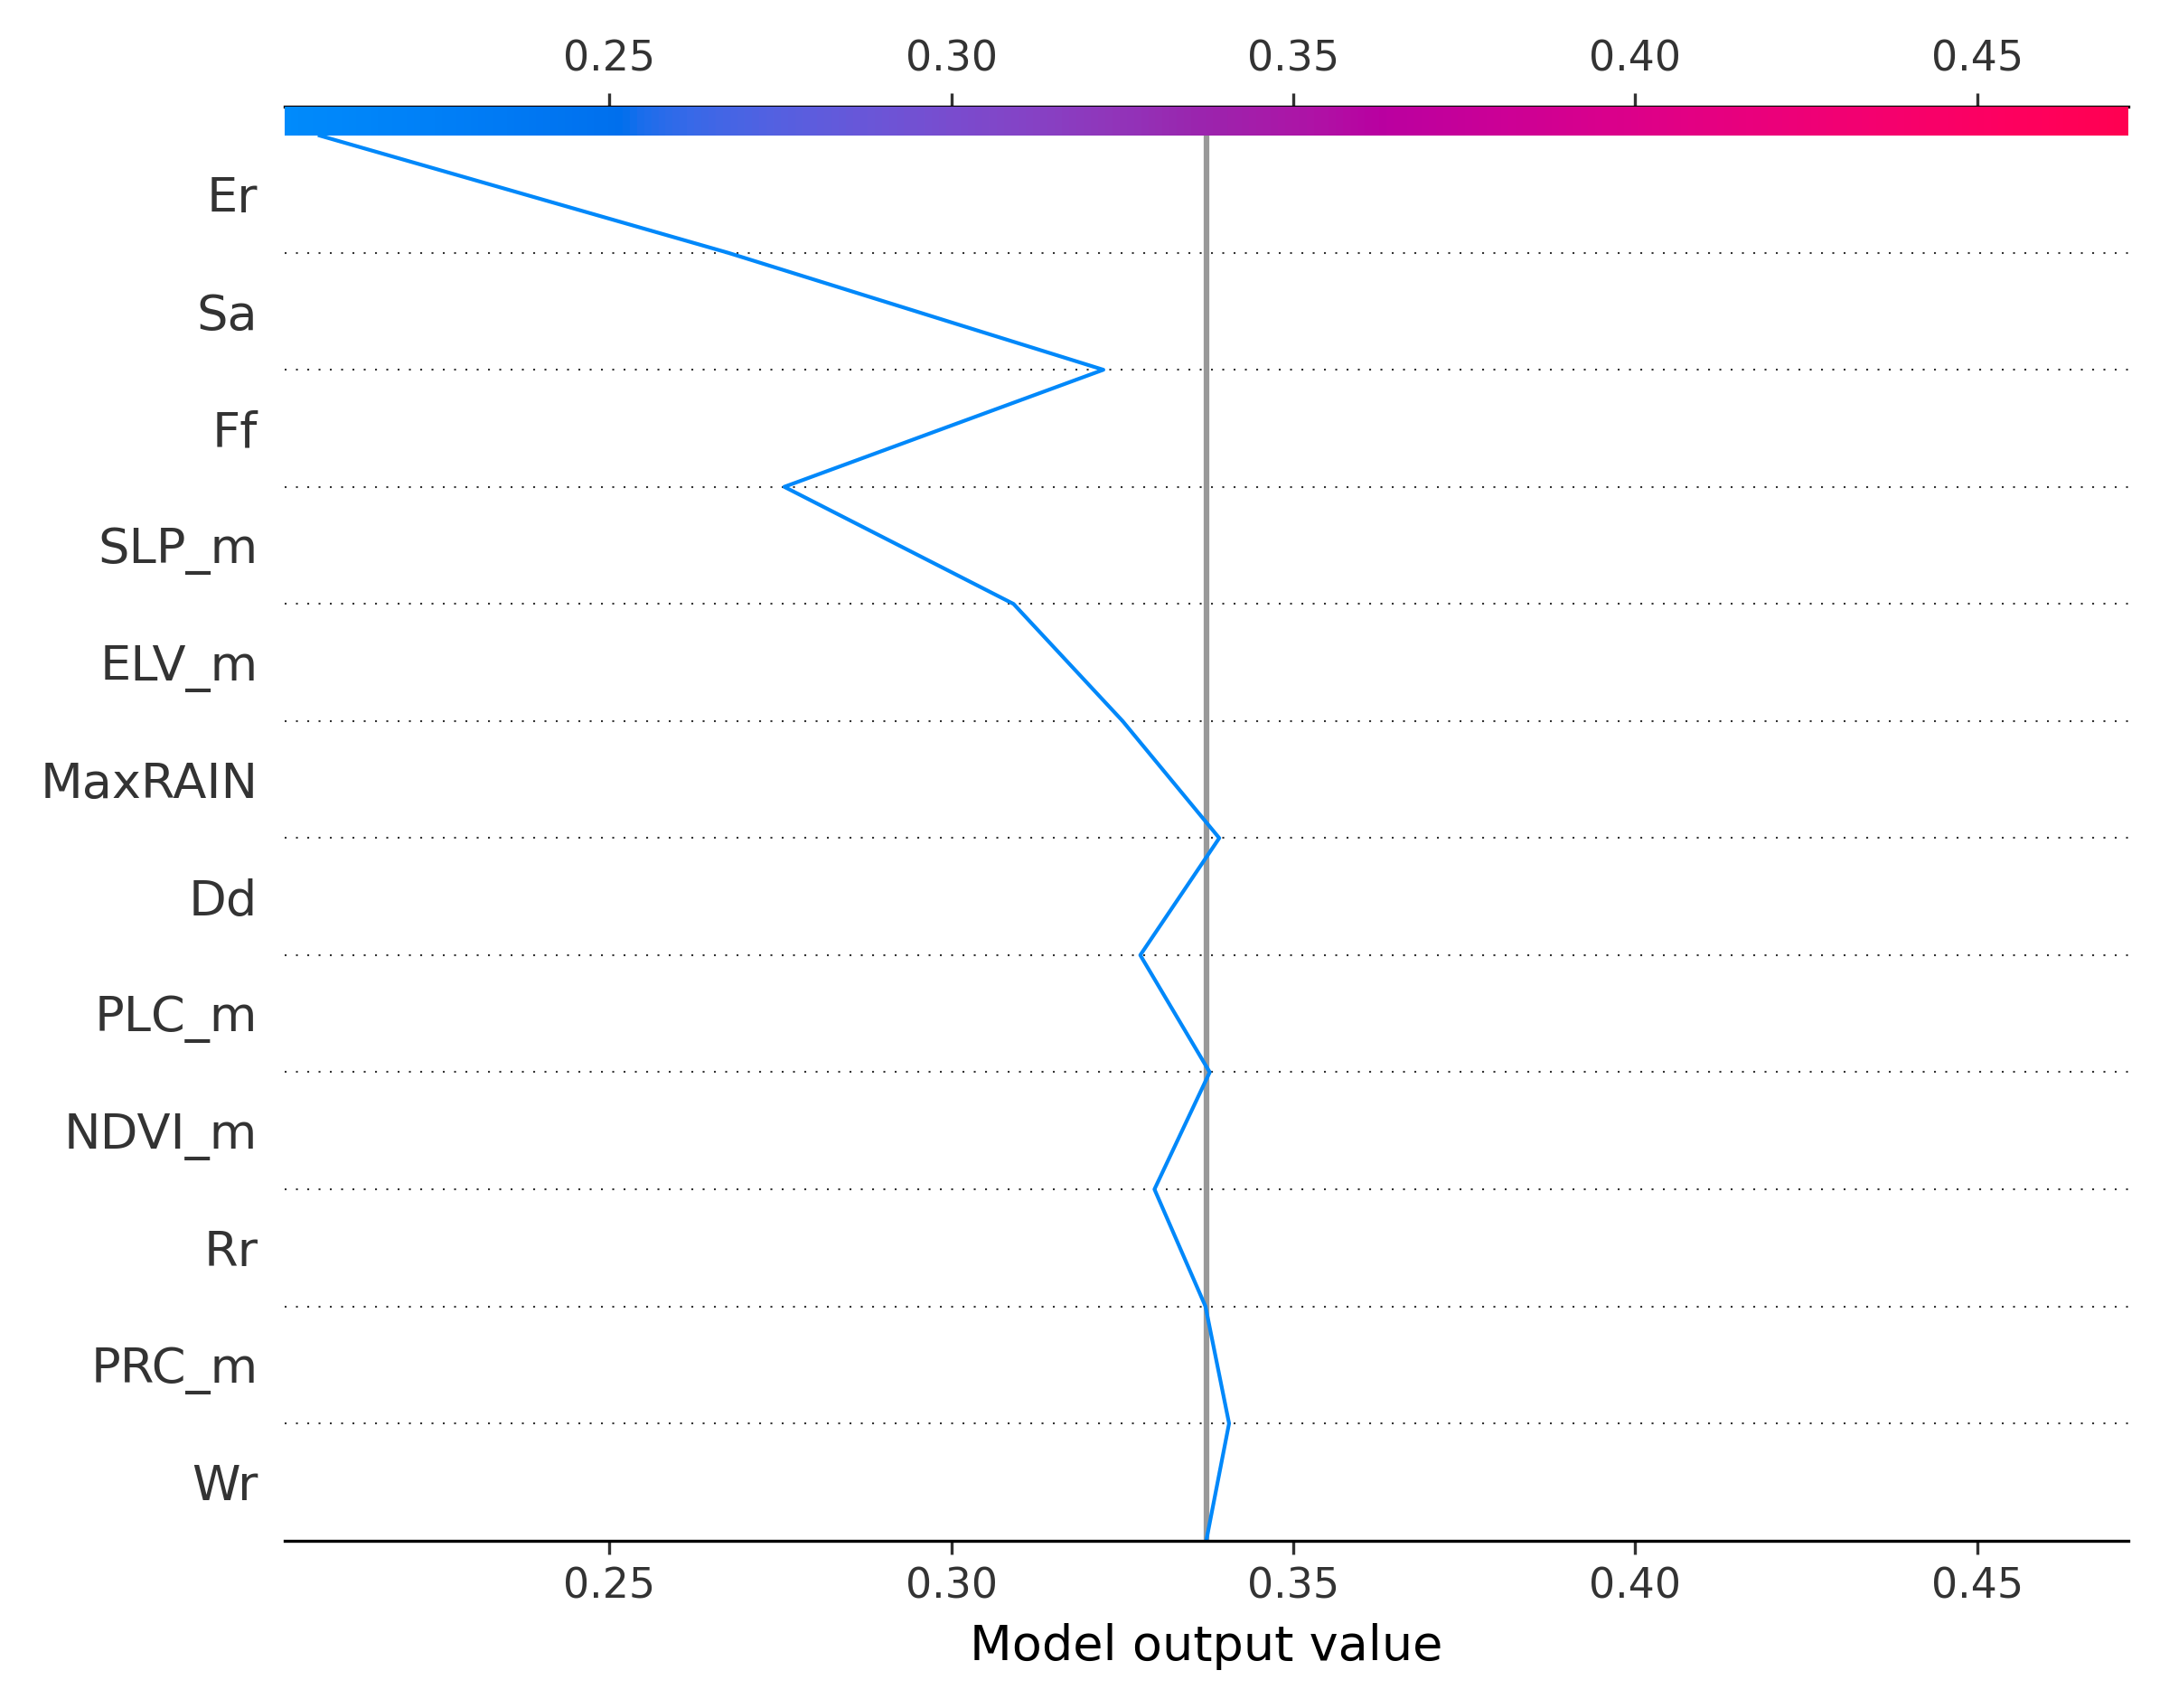 0.25 0.30 0.35 0.40 0.45
Er
Sa
Ff
SLP_m
ELV_m
MaxRAIN
Dd
PLC_m
NDVI_m
Rr
PRC_m
Wr
0.25 0.30 0.35 0.40 0.45
Model output value